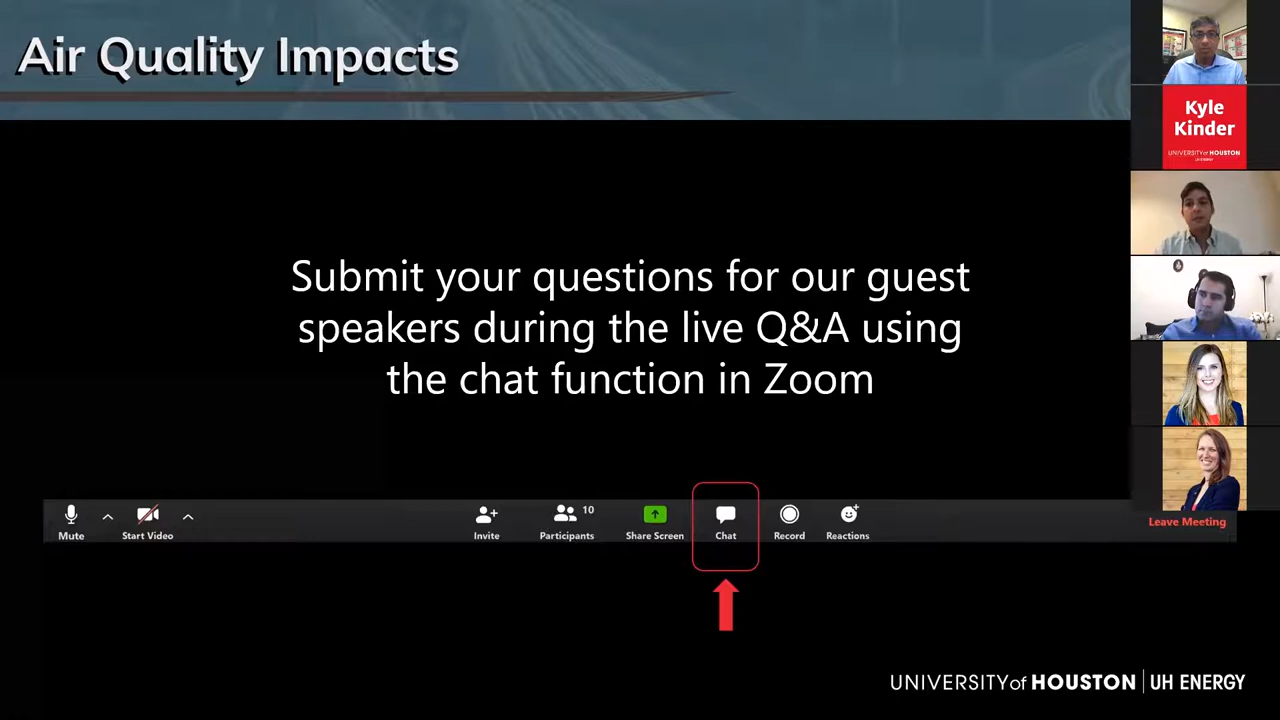 Air Quality Impacts
Kyle
Kinder
UNIVERSITY of HOUSTON
UH ENERGY
Submit your questions for our guest
speakers during the live Q&A using
the chat function in Zoom
10
Mute
Start Video
Invite
Participants
Share Screen
Chat
Record
Reactions
Leave Meeting
UNIVERSITY of HOUSTON | UH ENERGY